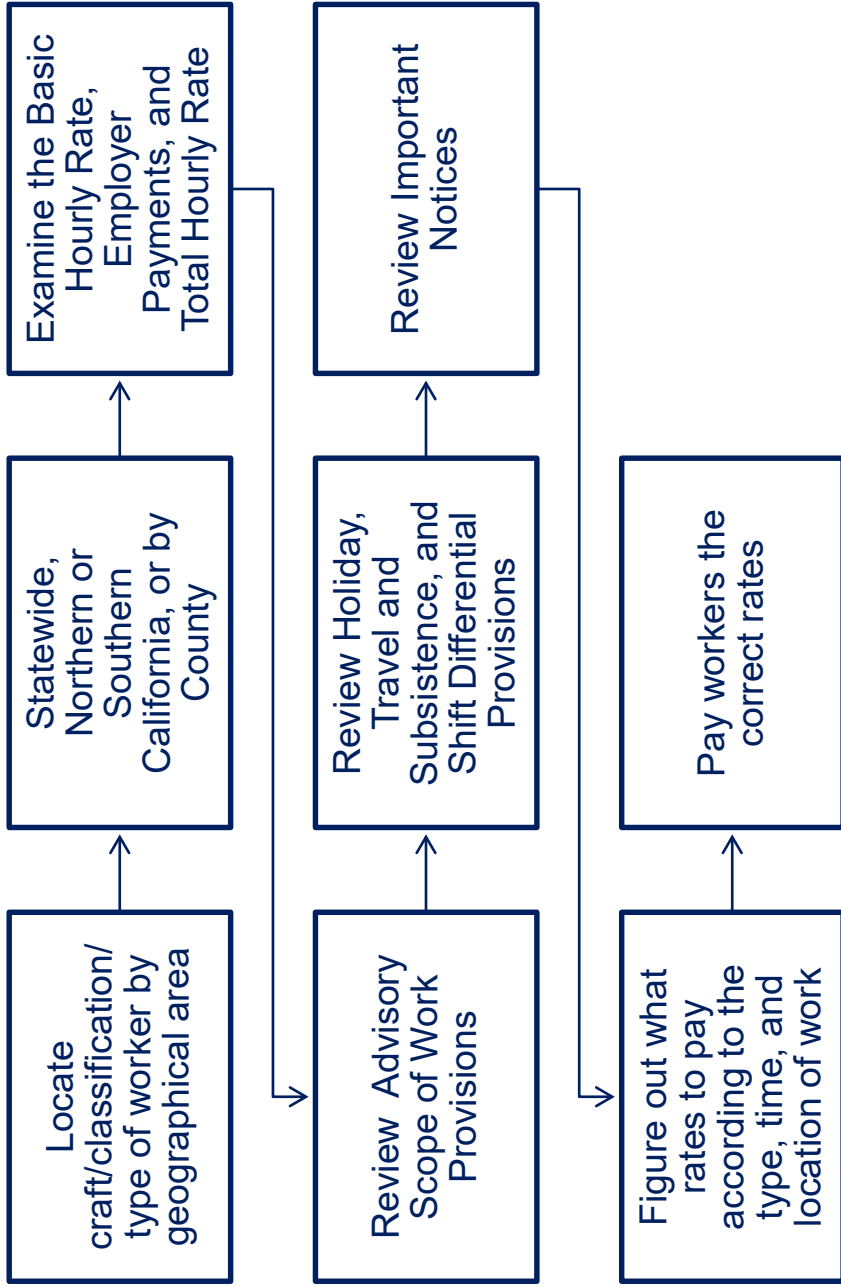 Locate
craft/classification/
type of worker by
geographical area
Statewide,
Northern or
Southern
California, or by
County
Examine the Basic
Hourly Rate,
Employer
Payments, and
Total Hourly Rate
Review  Advisory
Scope of Work
Provisions
Review Holiday,
Travel and
Subsistence, and
Shift Differential
Provisions
Review Important
Notices
Figure out what
rates to pay
according to the
type, time, and
location of work
Pay workers the
correct rates